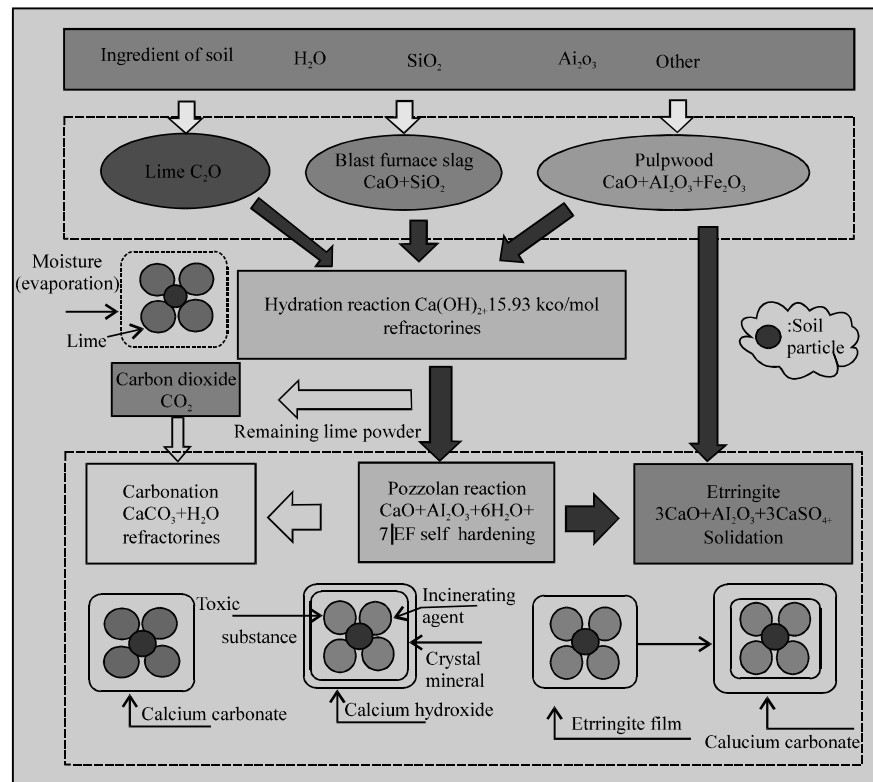 Ingredient of soil H₂O SiO₂ Ai₂o₃ Other
Lime C₂O
Blast furnace slag
CaO+SiO₂
Pulpwood
CaO+AI₂O₃+Fe₂O₃
Moisture
(evaporation)
Lime
Hydration reaction Ca(OH)₂₊15.93 kco/mol
refractorines
:Soil
particle
Carbon dioxide
CO₂
Remaining lime powder
Carbonation
CaCO₃+H₂O
refractorines
Pozzolan reaction
CaO+AI₂O₃+6H₂O+
7|EF self hardening
Etrringite
3CaO+AI₂O₃+3CaSO₄₊
Solidation
Toxic
substance
Incinerating
agent
Crystal
mineral
Calcium carbonate
Calcium hydroxide
Etrringite film
Calucium carbonate